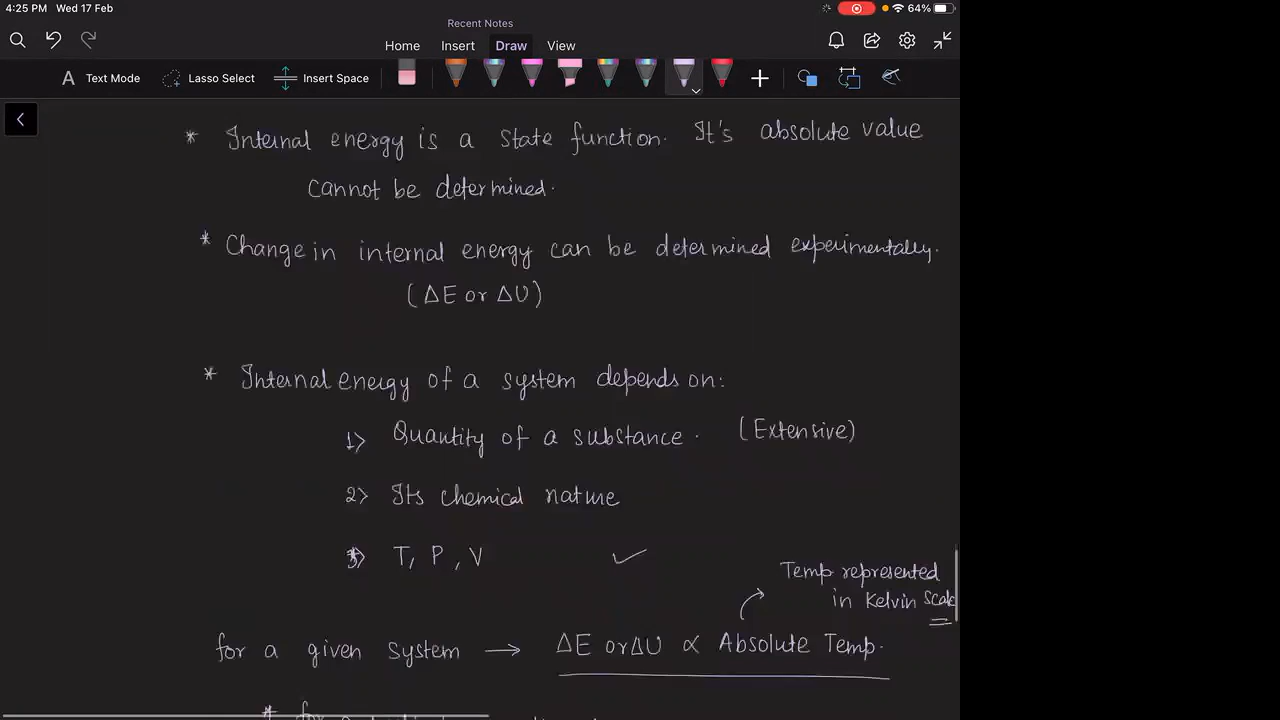 4:25 PM Wed 17 Feb
64%
Recent Notes
Home Insert Draw View
Text Mode Lasso Select Insert Space
* Internal energy is a state function. It's absolute value
cannot be determined.
* Change in internal energy can be determined experimentally.
(ΔE or ΔU)
* Internal energy of a system depends on:
1> Quantity of a substance. (Extensive)
2> Its chemical nature
3> T, P, V ✓
Temp represented
in Kelvin scale
for a given system → ΔE or ΔU ∝ Absolute Temp.
* for